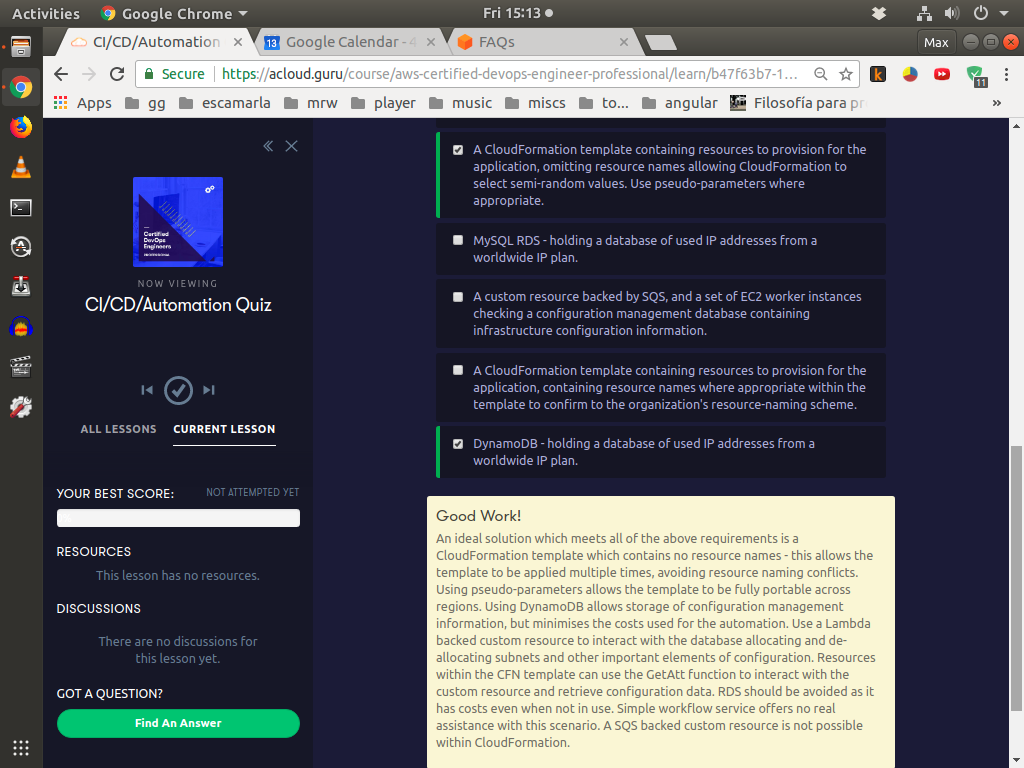 Activities
Google Chrome
Fri 15:13
CI/CD/Automation
Google Calendar - 4
FAQs
Max
Secure
https://acloud.guru/course/aws-certified-devops-engineer-professional/learn/b47f63b7-1...
k
11
Apps
gg
escamarla
mrw
player
music
miscs
to...
angular
Filosofía para pr
»
13
Certified
DevOps
Engineers
PROFESSIONAL
NOW VIEWING
CI/CD/Automation Quiz
ALL LESSONS
CURRENT LESSON
YOUR BEST SCORE:
NOT ATTEMPTED YET
RESOURCES
This lesson has no resources.
DISCUSSIONS
There are no discussions for
this lesson yet.
GOT A QUESTION?
Find An Answer
A CloudFormation template containing resources to provision for the
application, omitting resource names allowing CloudFormation to
select semi-random values. Use pseudo-parameters where
appropriate.
MySQL RDS - holding a database of used IP addresses from a
worldwide IP plan.
A custom resource backed by SQS, and a set of EC2 worker instances
checking a configuration management database containing
infrastructure configuration information.
A CloudFormation template containing resources to provision for the
application, containing resource names where appropriate within the
template to confirm to the organization's resource-naming scheme.
DynamoDB - holding a database of used IP addresses from a
worldwide IP plan.
Good Work!
An ideal solution which meets all of the above requirements is a
CloudFormation template which contains no resource names - this allows the
template to be applied multiple times, avoiding resource naming conflicts.
Using pseudo-parameters allows the template to be fully portable across
regions. Using DynamoDB allows storage of configuration management
information, but minimises the costs used for the automation. Use a Lambda
backed custom resource to interact with the database allocating and de-
allocating subnets and other important elements of configuration. Resources
within the CFN template can use the GetAtt function to interact with the
custom resource and retrieve configuration data. RDS should be avoided as it
has costs even when not in use. Simple workflow service offers no real
assistance with this scenario. A SQS backed custom resource is not possible
within CloudFormation.